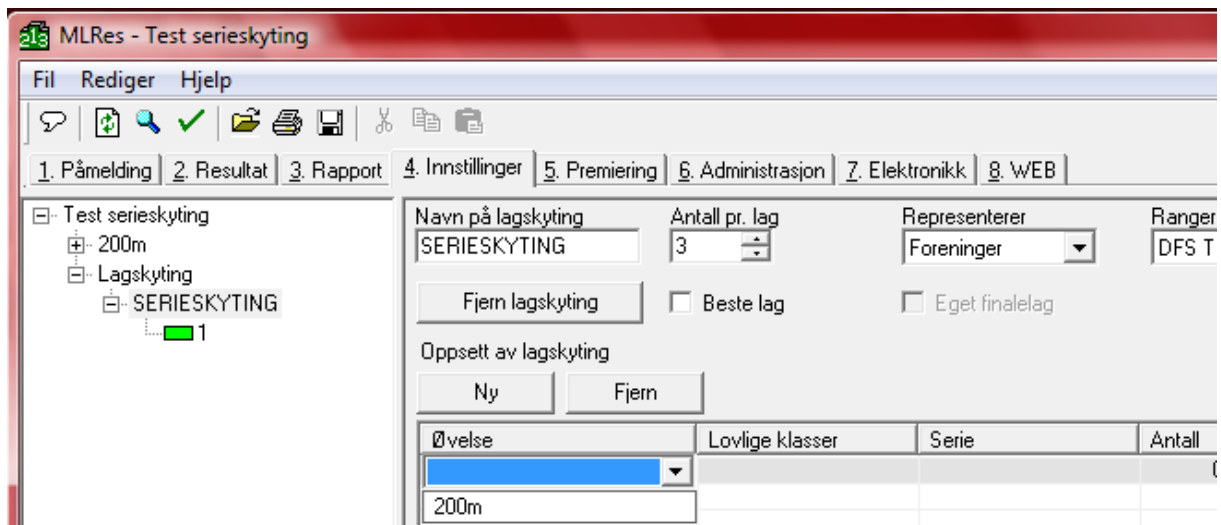 MLRes - Test serieskyting
Fil Rediger Hjelp
1. Påmelding 2. Resultat 3. Rapport 4. Innstillinger 5. Premiering 6. Administrasjon 7. Elektronikk 8. WEB
Test serieskyting
200m
Lagskyting
SERIESKYTING
1
Navn på lagskyting Antall pr. lag Representerer Ranger
SERIESKYTING 3 Foreninger DFS T
Fjern lagskyting Beste lag Eget finalelag
Oppsett av lagskyting
Ny Fjern
Øvelse Lovlige klasser Serie Antall
200m